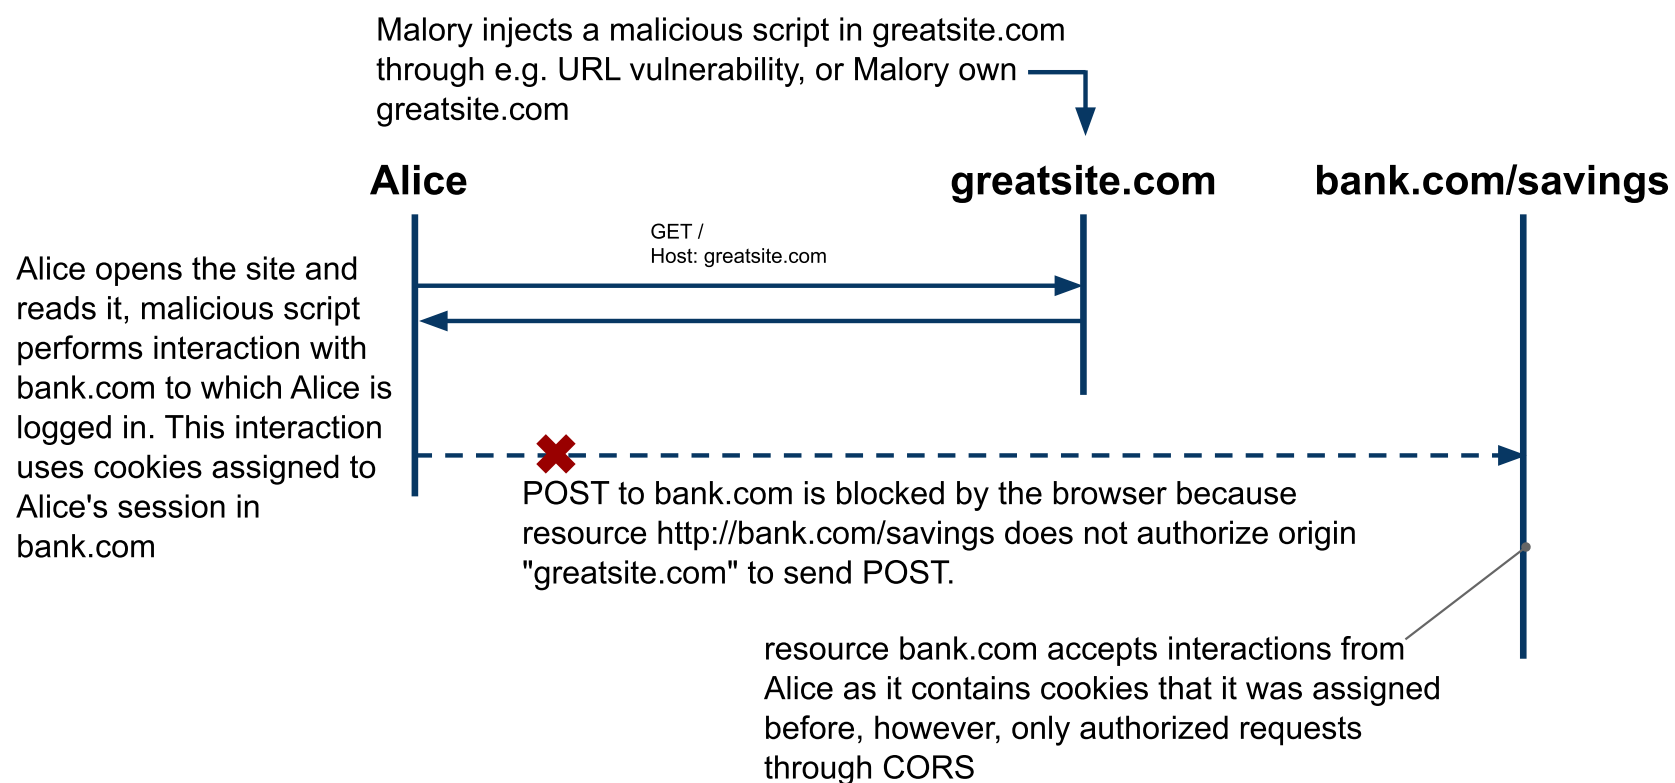 Malory injects a malicious script in greatsite.com
through e.g. URL vulnerability, or Malory own
greatsite.com
Alice
greatsite.com
bank.com/savings
GET /
Host: greatsite.com
Alice opens the site and
reads it, malicious script
performs interaction with
bank.com to which Alice is
logged in. This interaction
uses cookies assigned to
Alice's session in
bank.com
POST to bank.com is blocked by the browser because
resource http://bank.com/savings does not authorize origin
"greatsite.com" to send POST.
resource bank.com accepts interactions from
Alice as it contains cookies that it was assigned
before, however, only authorized requests
through CORS